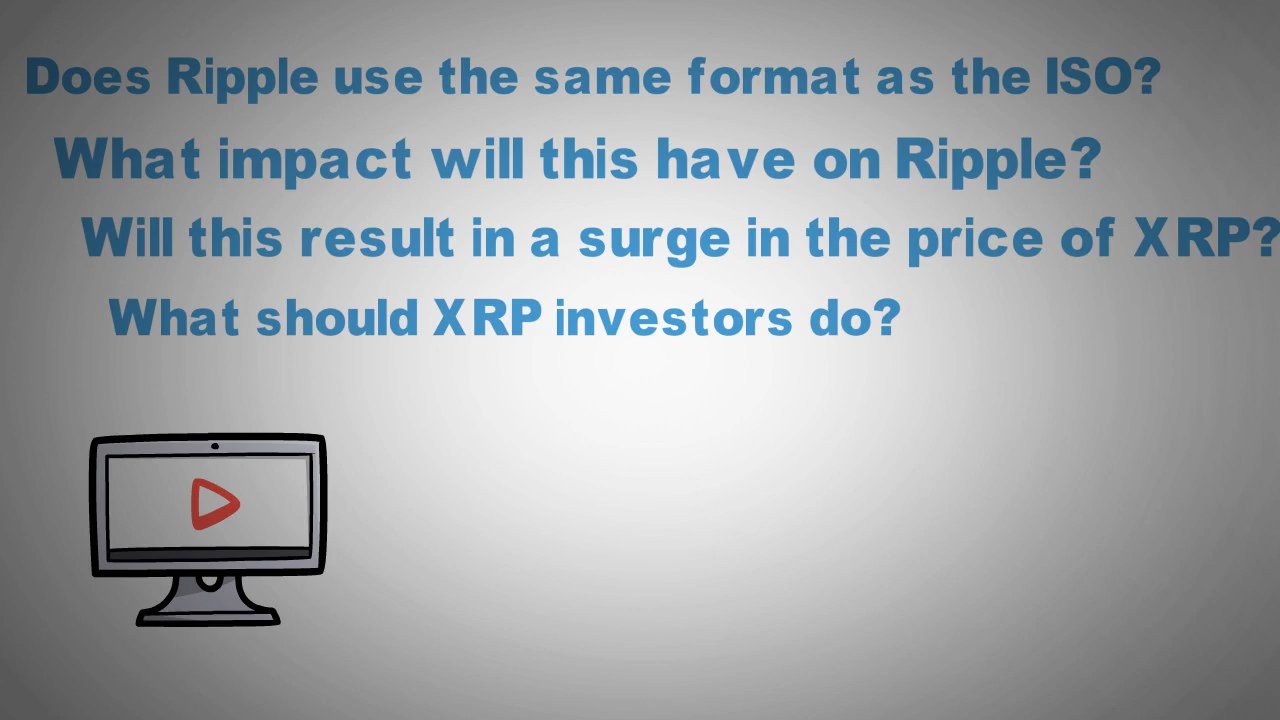 Does Ripple use the same format as the ISO?
What impact will this have on Ripple?
Will this result in a surge in the price of XRP?
What should XRP investors do?